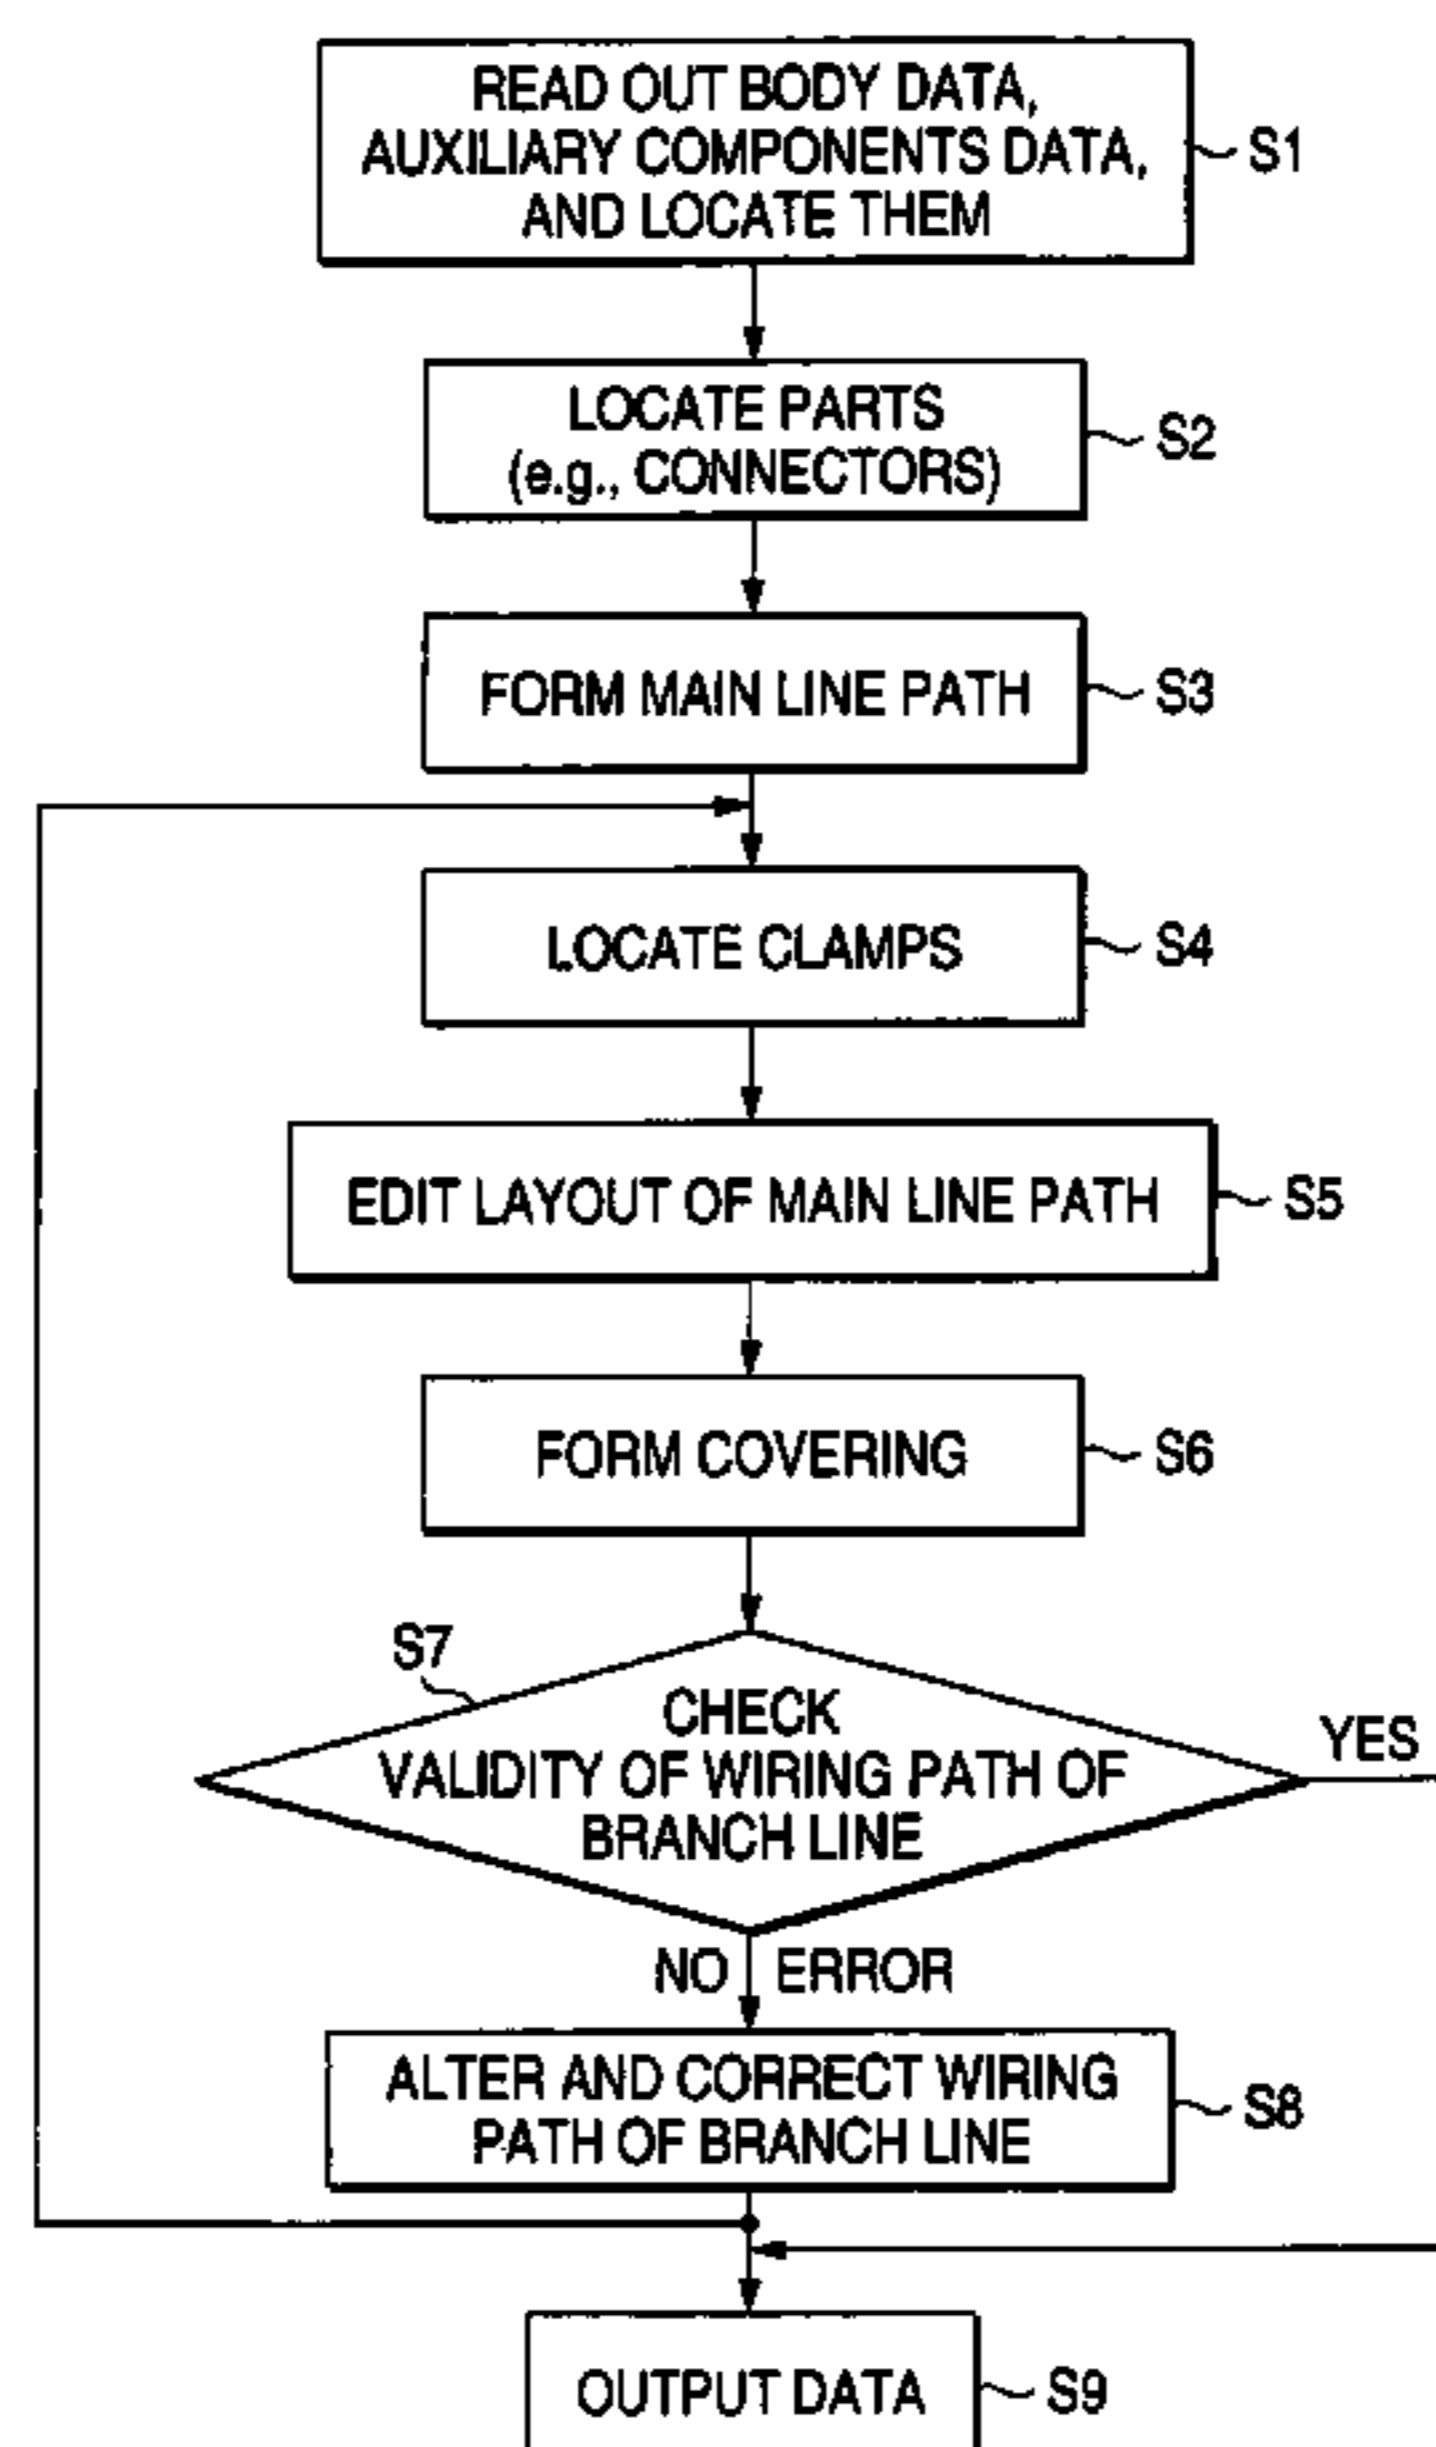 READ OUT BODY DATA,
AUXILIARY COMPONENTS DATA,
AND LOCATE THEM
S1
LOCATE PARTS
(e.g., CONNECTORS)
S2
FORM MAIN LINE PATH
S3
LOCATE CLAMPS
S4
EDIT LAYOUT OF MAIN LINE PATH
S5
FORM COVERING
S6
S7
CHECK
VALIDITY OF WIRING PATH OF
BRANCH LINE
YES
NO ERROR
ALTER AND CORRECT WIRING
PATH OF BRANCH LINE
S8
OUTPUT DATA
S9